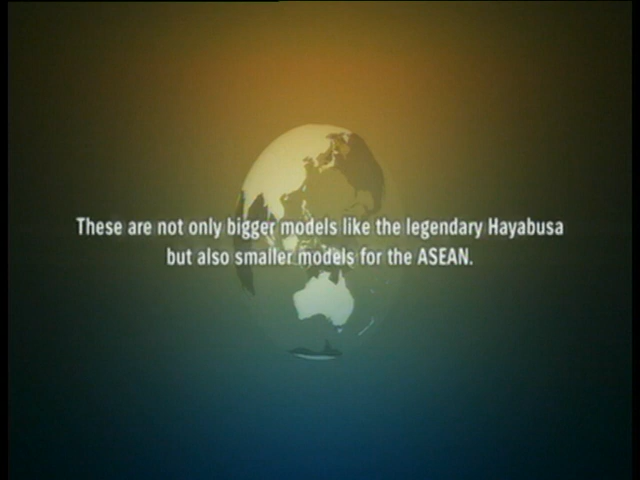 These are not only bigger models like the legendary Hayabusa
but also smaller models for the ASEAN.